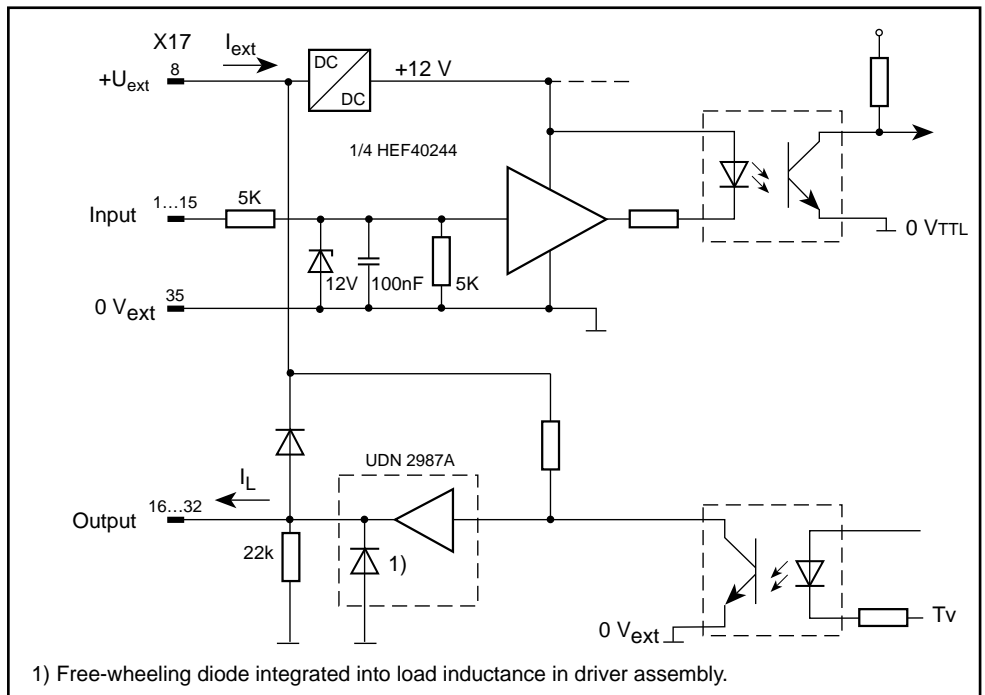 X17
I_ext
+U_ext
8
DC
DC
+12 V
1/4 HEF40244
Input
1…15
5K
12V
100nF
5K
0 VTTL
0 V_ext
35
UDN 2987A
I_L
Output
16…32
22k
1)
0 V_ext
Tv
1) Free-wheeling diode integrated into load inductance in driver assembly.